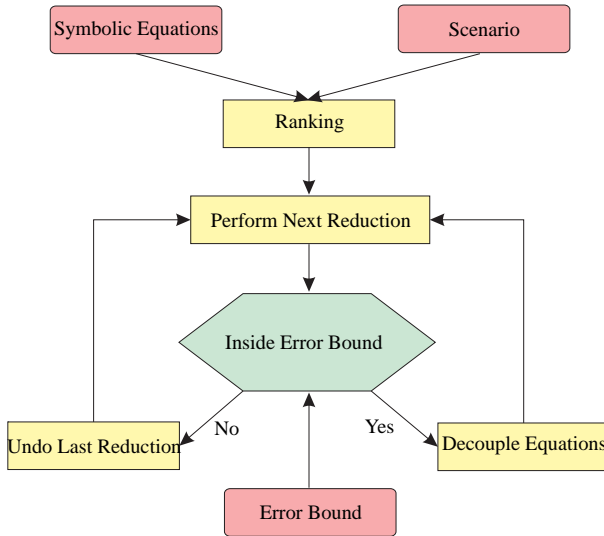 Symbolic Equations
Scenario
Ranking
Perform Next Reduction
Inside Error Bound
No
Yes
Undo Last Reduction
Decouple Equations
Error Bound